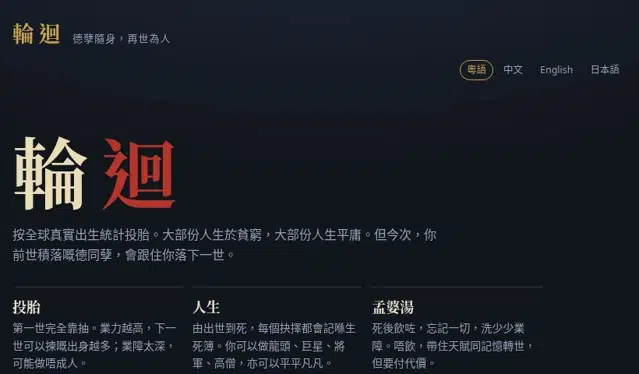 輪迴 德孽隨身，再世為人
粵語 中文 English 日本語
輪迴
按全球真實出生統計投胎。大部份人生於貧窮，大部份人生平庸。但今次，你
前世積落嘅德同孽，會跟住你落下一世。
投胎
第一世完全靠抽。業力越高，下一
世可以揀嘅出身越多；業障太深，
可能做唔成人。
人生
由出世到死，每個抉擇都會記喺生
死簿。你可以做龍頭、巨星、將
軍、高僧，亦可以平平凡凡。
孟婆湯
死後飲咗，忘記一切，洗少少業
障。唔飲，帶住天賦同記憶轉世，
但要付代價。